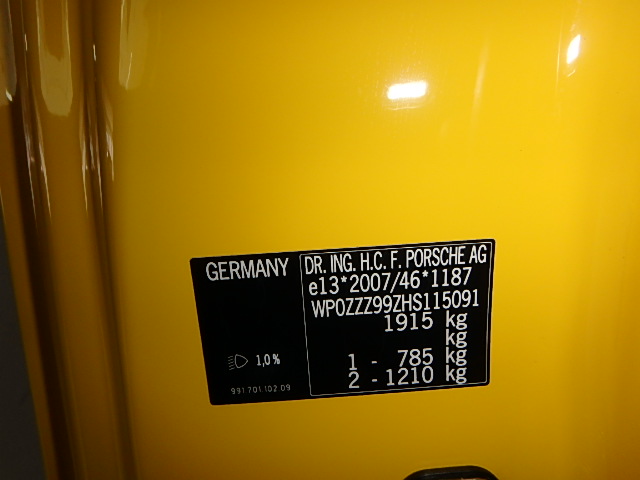 GERMANY
DR. ING. H.C. F. PORSCHE AG
e13*2007/46*1187
WP0ZZZ99ZHS115091
1915 kg
kg
1 - 785 kg
2 - 1210 kg
1,0%
991.701.102.09